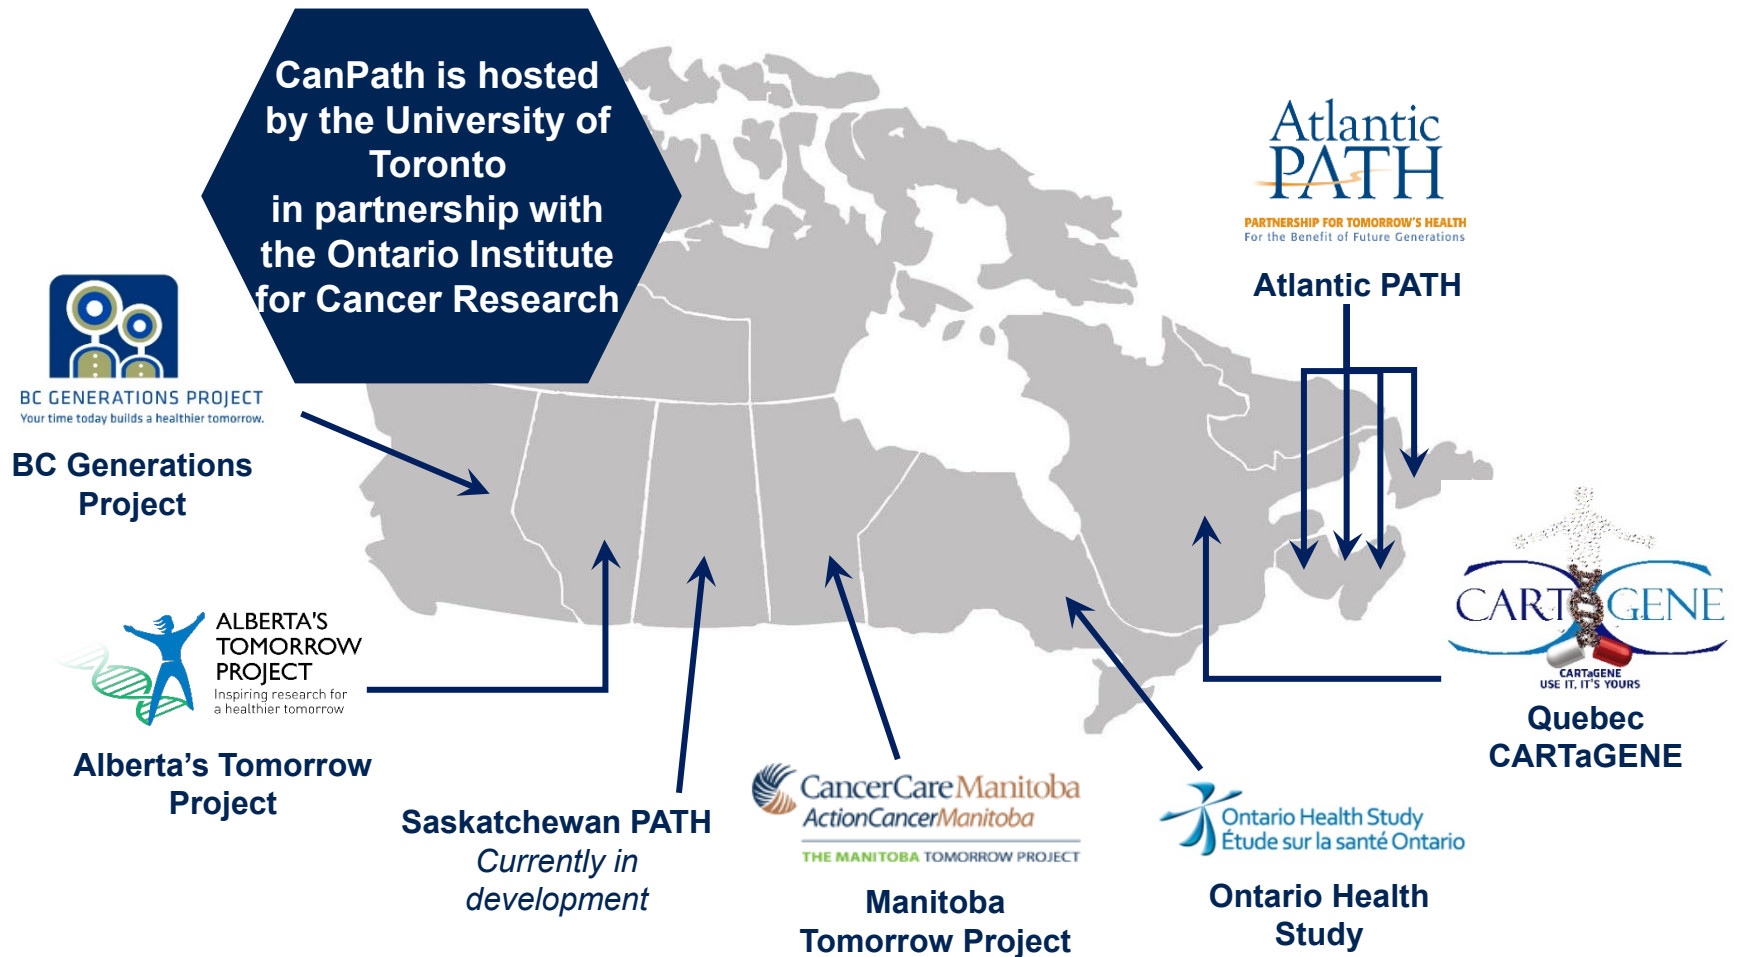 CanPath is hosted
by the University of
Toronto
in partnership with
the Ontario Institute
for Cancer Research
Atlantic
PATH
PARTNERSHIP FOR TOMORROW'S HEALTH
For the Benefit of Future Generations
Atlantic PATH
BC GENERATIONS PROJECT
Your time today builds a healthier tomorrow.
BC Generations
Project
ALBERTA'S
TOMORROW
PROJECT
Inspiring research for
a healthier tomorrow
Alberta's Tomorrow
Project
Saskatchewan PATH
Currently in
development
CancerCare Manitoba
ActionCancerManitoba
THE MANITOBA TOMORROW PROJECT
Manitoba
Tomorrow Project
Ontario Health Study
Étude sur la santé Ontario
Ontario Health
Study
CARTaGENE
CARTaGENE
USE IT, IT'S YOURS
Quebec
CARTaGENE